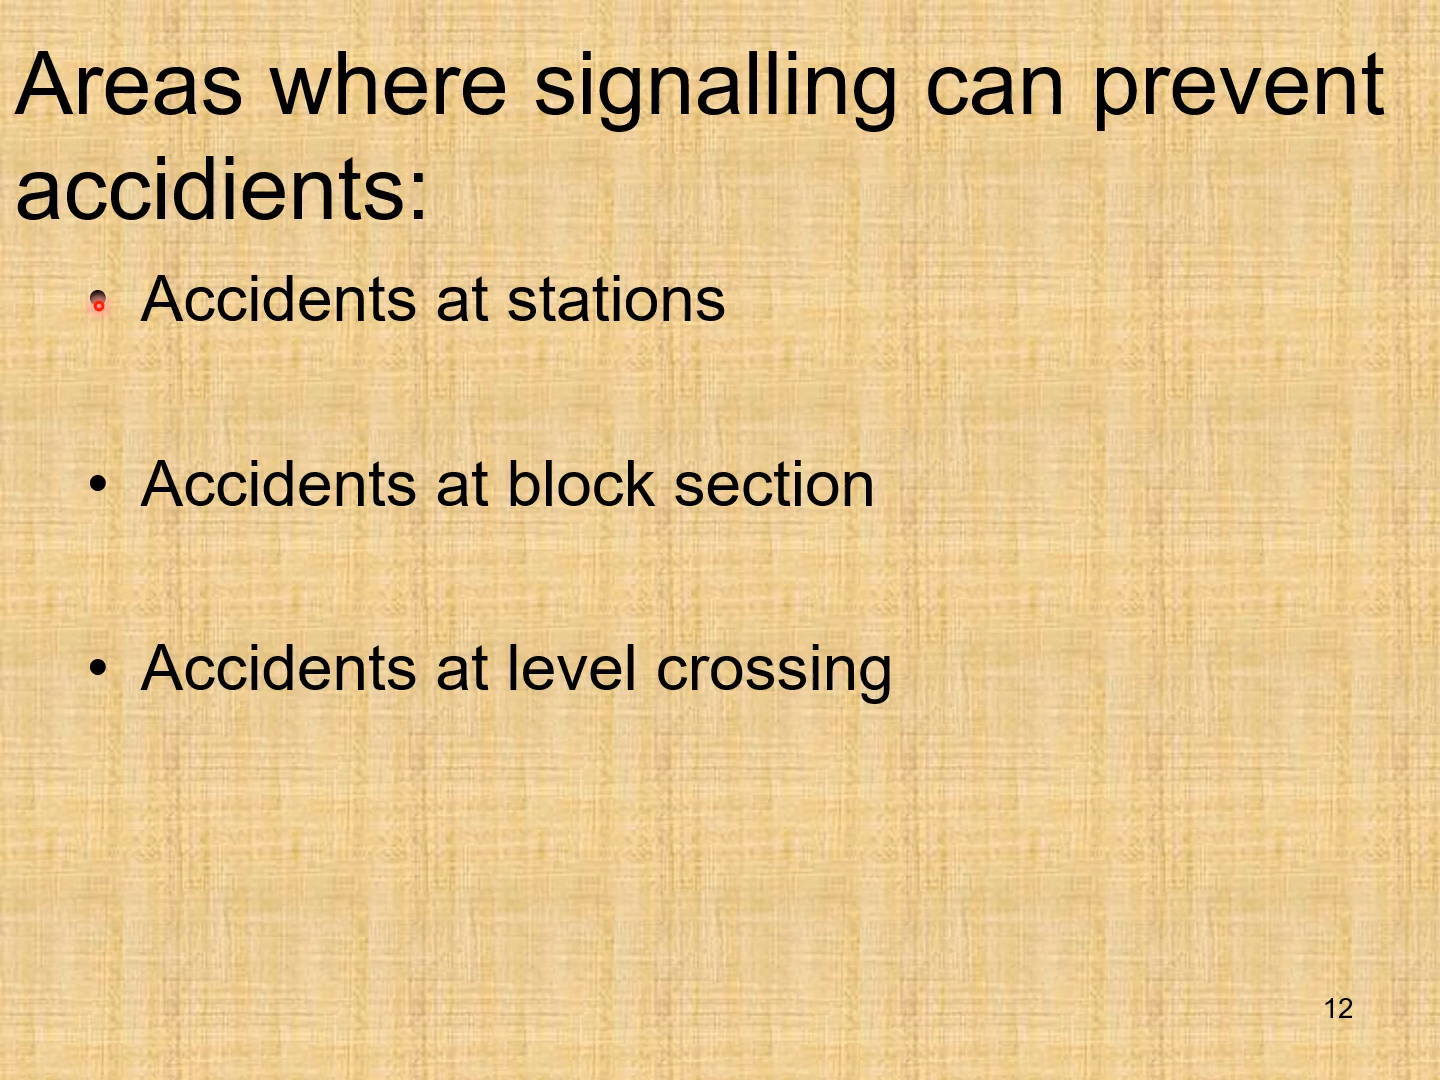 Areas where signalling can prevent
accidients:
• Accidents at stations
• Accidents at block section
• Accidents at level crossing
12